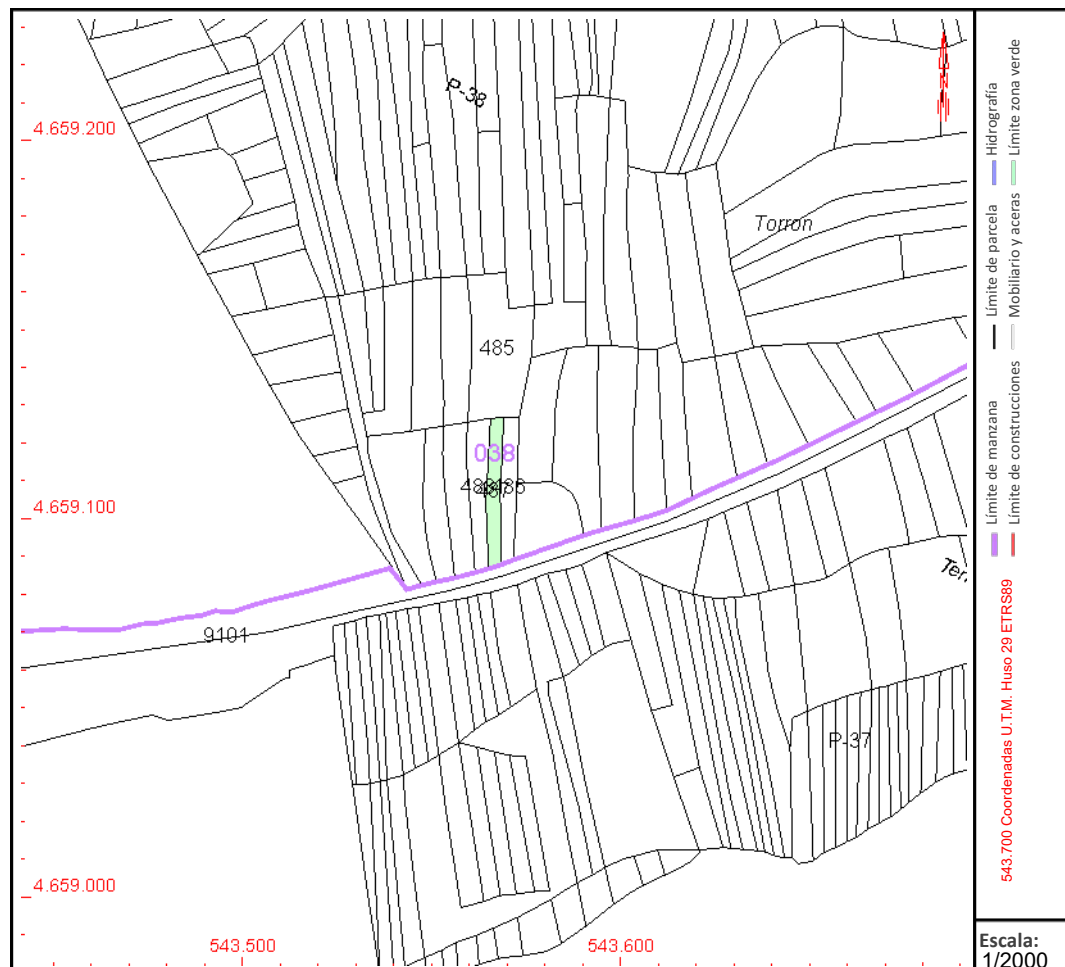 P-38
4.659.200
Torron
485
038
4.659.100
9101
P-37
4.659.000
543.500
543.600
Límite de manzana
Límite de parcela
Hidrografía
Límite de construcciones
Mobiliario y aceras
Límite zona verde
543.700 Coordenadas U.T.M. Huso 29 ETRS89
Escala:
1/2000